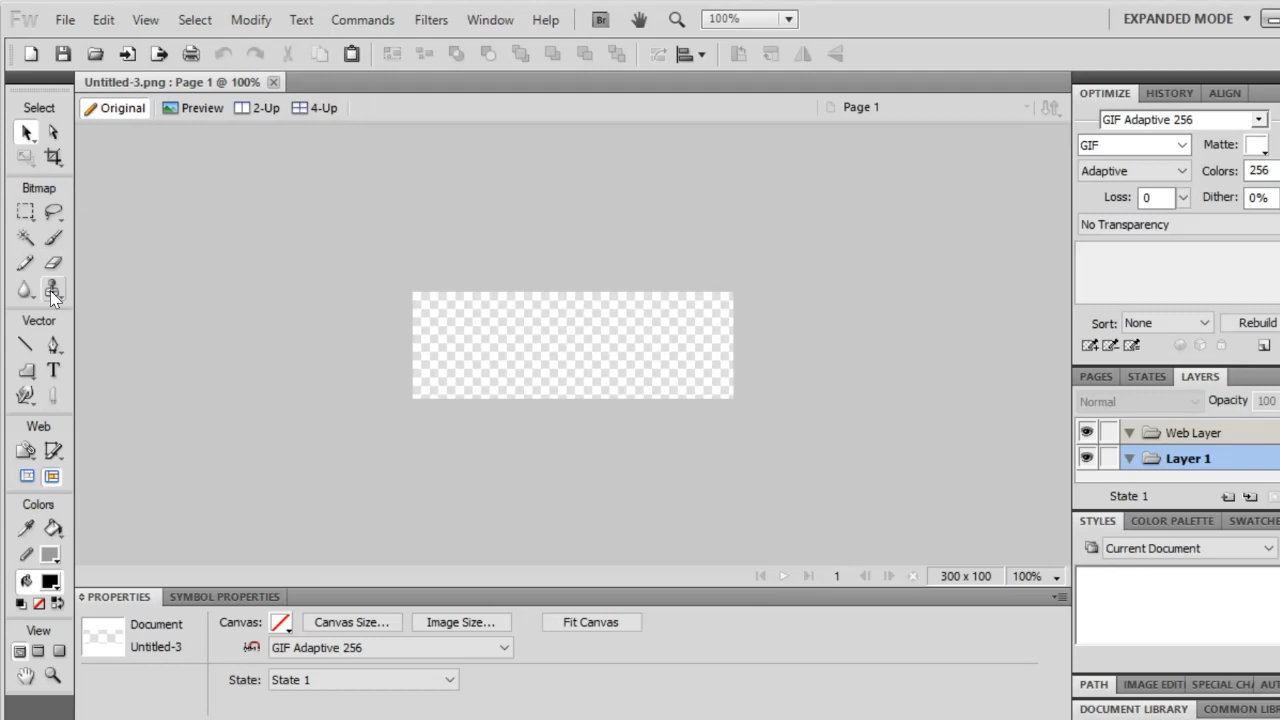 Fw File Edit View Select Modify Text Commands Filters Window Help Br 100% EXPANDED MODE
Untitled-3.png : Page 1 @ 100%
Original Preview 2-Up 4-Up Page 1
Select
Bitmap
Vector
T
Web
Colors
View
OPTIMIZE HISTORY ALIGN
GIF Adaptive 256
GIF Matte:
Adaptive Colors: 256
Loss: 0 Dither: 0%
No Transparency
Sort: None Rebuild
PAGES STATES LAYERS
Normal Opacity 100
Web Layer
Layer 1
State 1
STYLES COLOR PALETTE SWATCHE
Current Document
PATH IMAGE EDIT SPECIAL CHA AUT
DOCUMENT LIBRARY COMMON LIB
1 300 x 100 100%
PROPERTIES SYMBOL PROPERTIES
Document Canvas: Canvas Size... Image Size... Fit Canvas
Untitled-3 GIF Adaptive 256
State: State 1